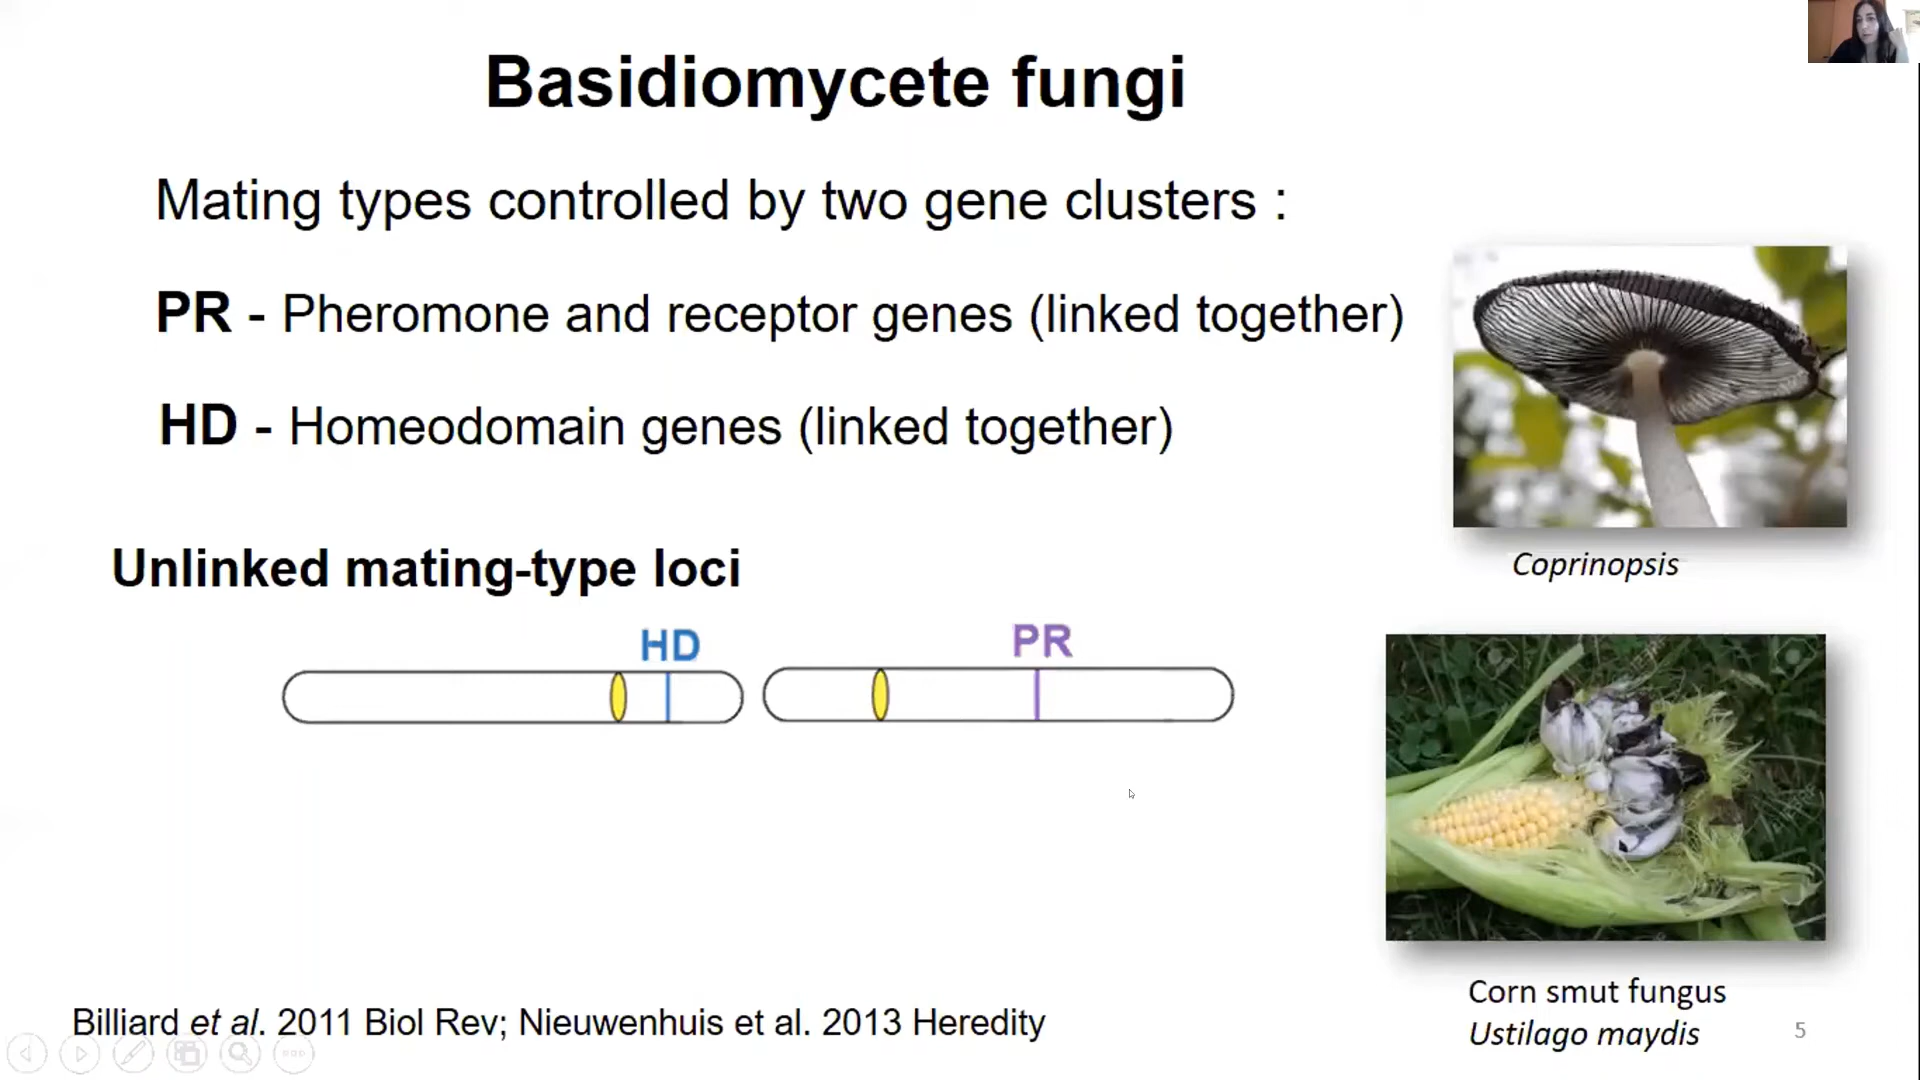 Basidiomycete fungi
Mating types controlled by two gene clusters :
PR - Pheromone and receptor genes (linked together)
HD - Homeodomain genes (linked together)
Unlinked mating-type loci
HD
PR
Coprinopsis
Corn smut fungus
Ustilago maydis
Billiard et al. 2011 Biol Rev; Nieuwenhuis et al. 2013 Heredity
5